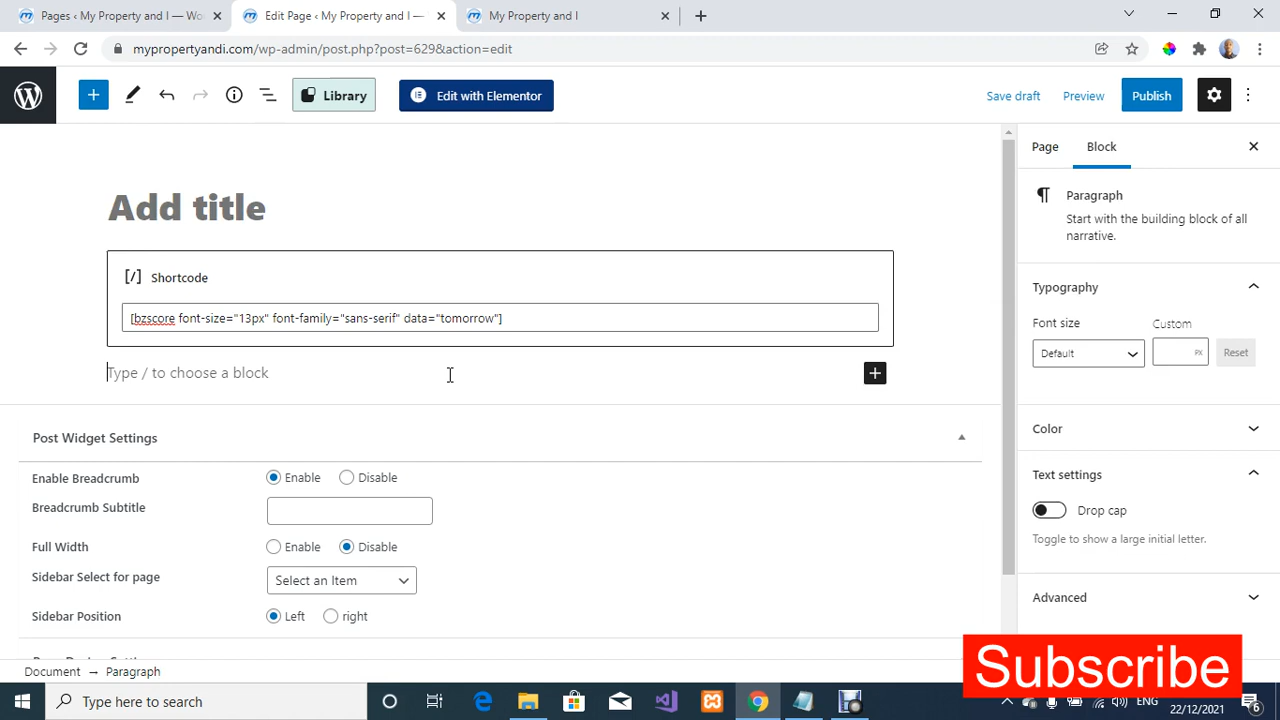 Pages ‹ My Property and I — Wo
Edit Page ‹ My Property and I —
My Property and I
mypropertyandi.com/wp-admin/post.php?post=629&action=edit
Library
Edit with Elementor
Save draft
Preview
Publish
Add title
Shortcode
[bzscore font-size="13px" font-family="sans-serif" data="tomorrow"]
Type / to choose a block
Post Widget Settings
Enable Breadcrumb
Enable
Disable
Breadcrumb Subtitle
Full Width
Enable
Disable
Sidebar Select for page
Select an Item
Sidebar Position
Left
right
Document → Paragraph
Page
Block
Paragraph
Start with the building block of all
narrative.
Typography
Font size
Custom
Default
PX
Reset
Color
Text settings
Drop cap
Toggle to show a large initial letter.
Advanced
Subscribe
Type here to search
ENG
22/12/2021
6